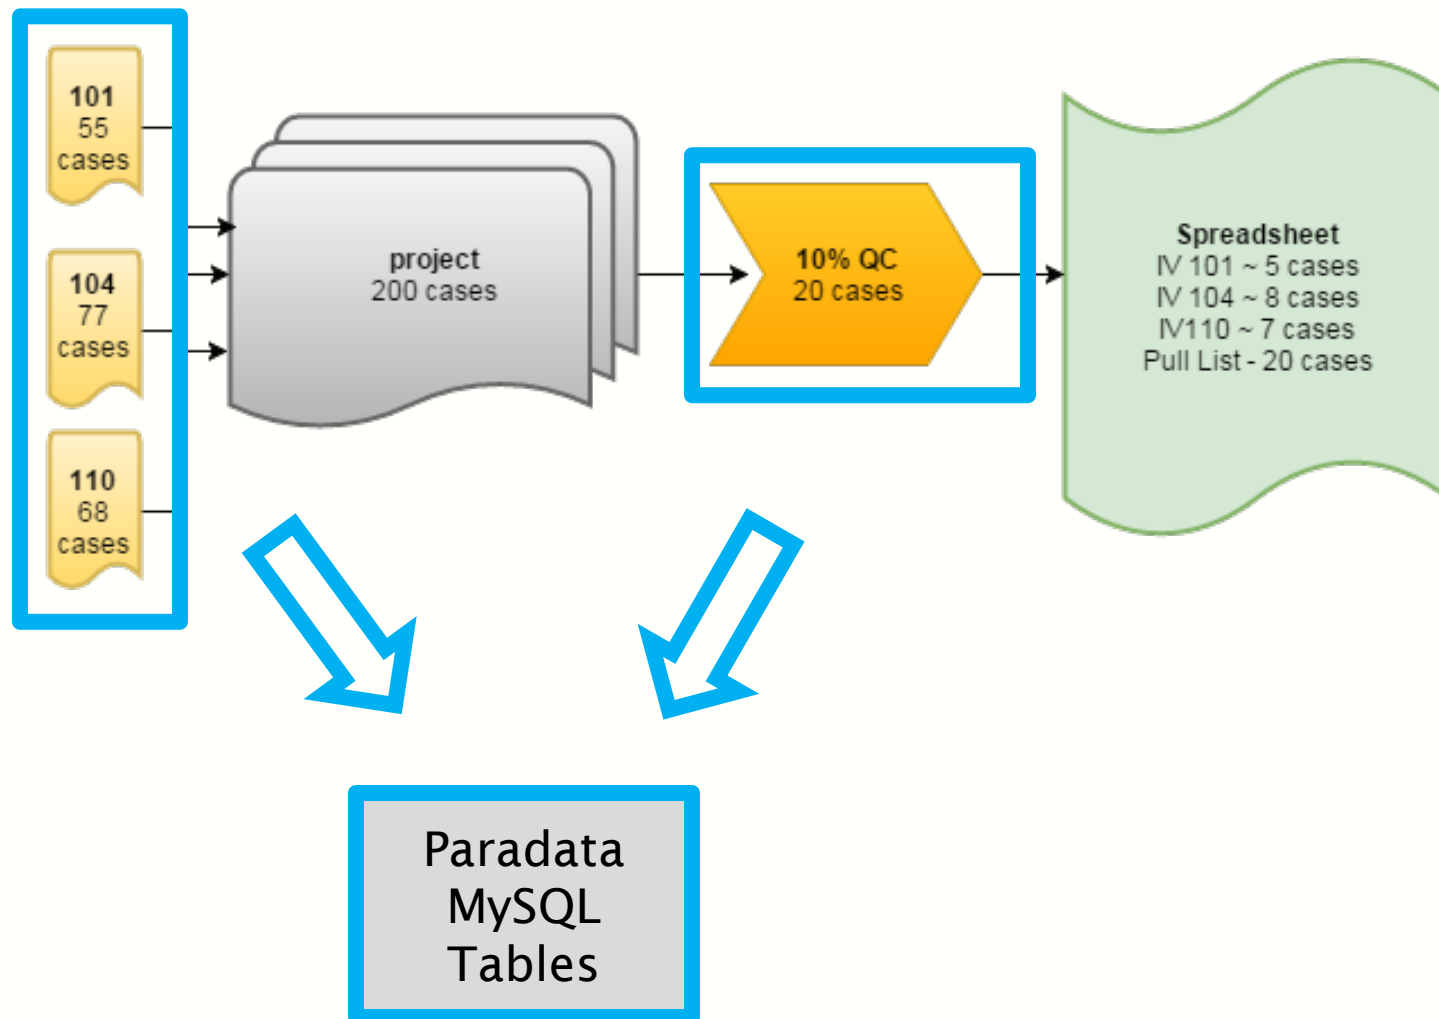 101
55
cases
104
77
cases
110
68
cases
project
200 cases
10% QC
20 cases
Spreadsheet
IV 101 ~ 5 cases
IV 104 ~ 8 cases
IV110 ~ 7 cases
Pull List - 20 cases
Paradata
MySQL
Tables